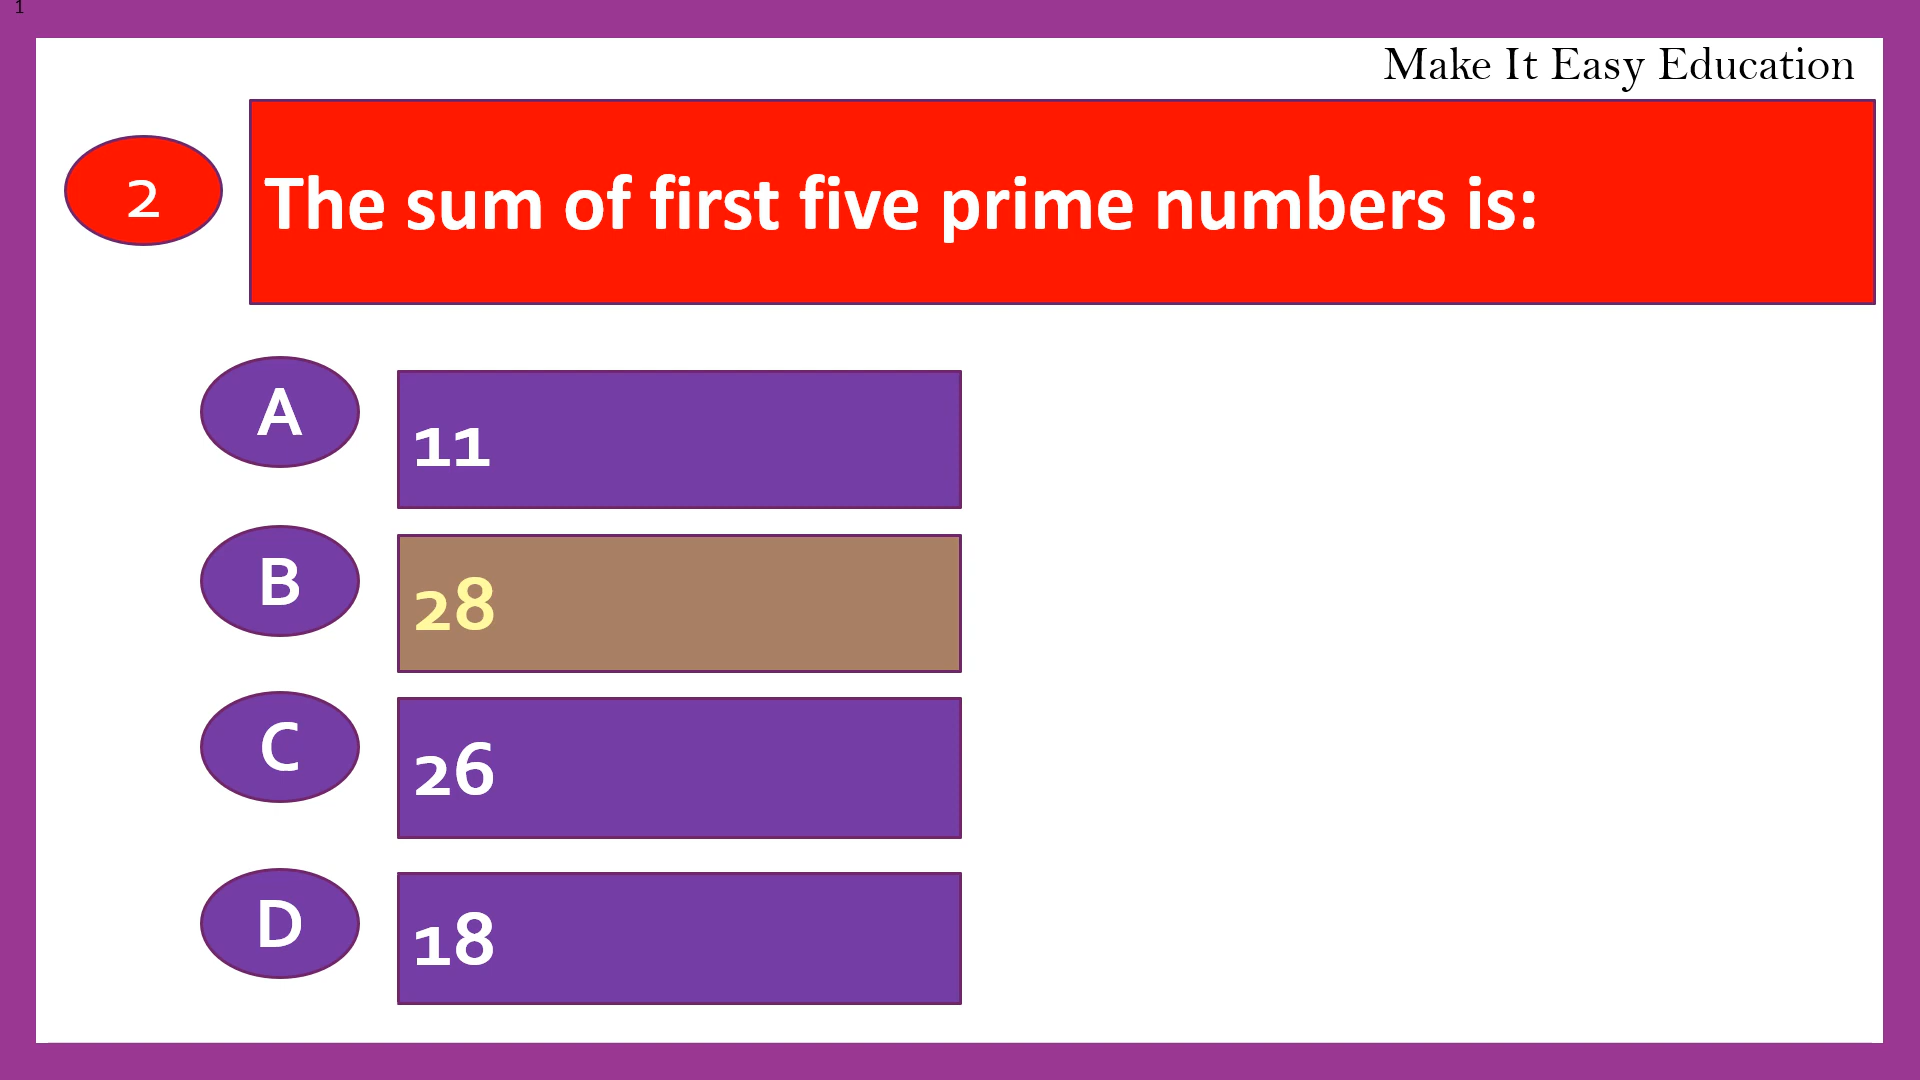 1
Make It Easy Education
2
The sum of first five prime numbers is:
A
11
B
28
C
26
D
18